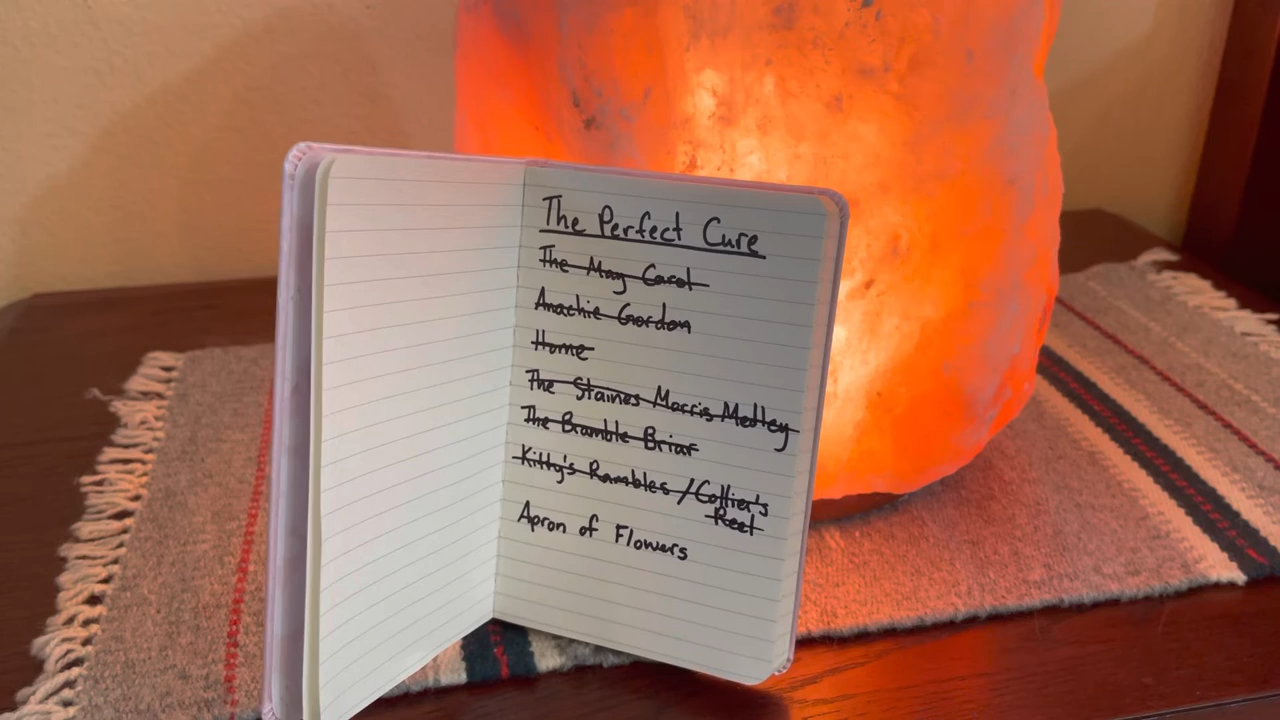 The Perfect Cure
The May Carol
Anachie Gordon
Home
The Staines Morris Medley
The Bramble Briar
Kitty's Rambles / Collier's
Reel
Apron of Flowers